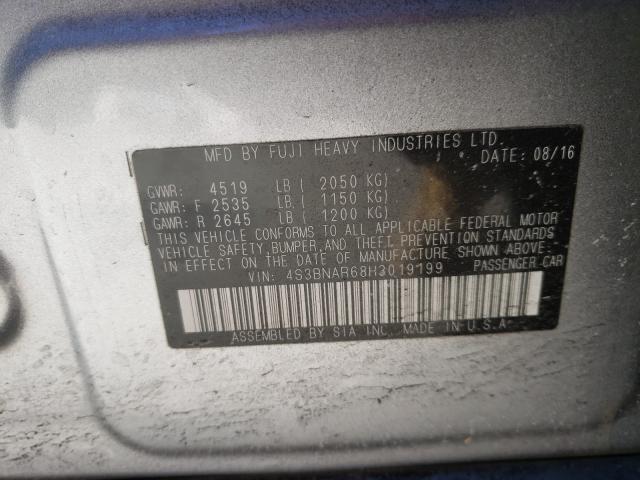 MFD BY FUJI HEAVY INDUSTRIES LTD.
DATE: 08/16
GVWR: 4519 LB ( 2050 KG)
GAWR: F 2535 LB ( 1150 KG)
GAWR: R 2645 LB ( 1200 KG)
THIS VEHICLE CONFORMS TO ALL APPLICABLE FEDERAL MOTOR
VEHICLE SAFETY, BUMPER, AND THEFT PREVENTION STANDARDS
IN EFFECT ON THE DATE OF MANUFACTURE SHOWN ABOVE.
VIN: 4S3BNAR68H3019199 PASSENGER CAR
ASSEMBLED BY SIA INC. MADE IN U.S.A